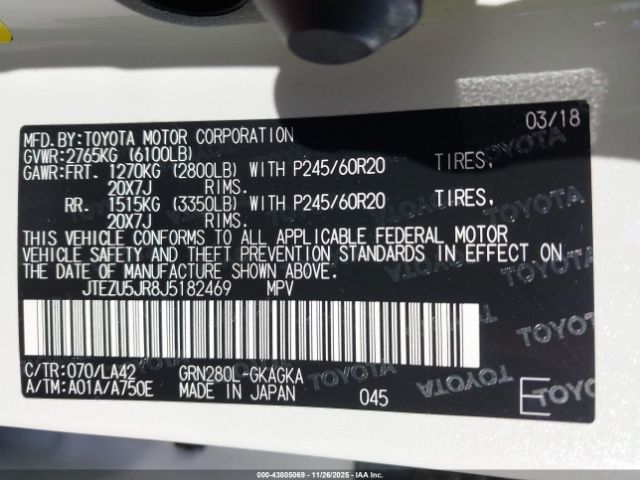 MFD.BY:TOYOTA MOTOR CORPORATION 03/18
GVWR:2765KG (6100LB)
GAWR:FRT. 1270KG (2800LB) WITH P245/60R20 TIRES,
20X7J RIMS.
RR. 1515KG (3350LB) WITH P245/60R20 TIRES,
20X7J RIMS.
THIS VEHICLE CONFORMS TO ALL APPLICABLE FEDERAL MOTOR
VEHICLE SAFETY AND THEFT PREVENTION STANDARDS IN EFFECT ON
THE DATE OF MANUFACTURE SHOWN ABOVE.
JTEZU5JR8J5182469 MPV
C/TR:070/LA42 GRN280L-GKAGKA
A/TM:A01A/A750E MADE IN JAPAN 045 E
TOYOTA
000-43805069 | 11/26/2025 | IAAI.COM